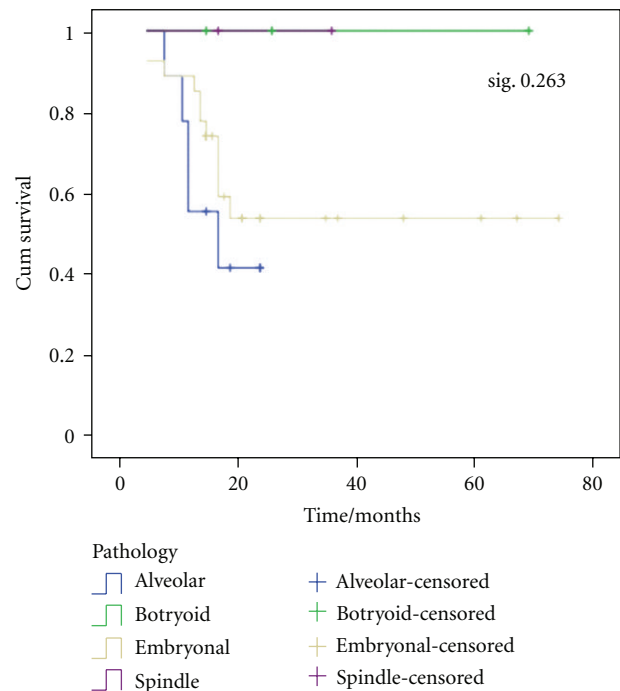 1
0.8
0.6
0.4
0.2
0
Cum survival
sig. 0.263
0 20 40 60 80
Time/months
Pathology
Alveolar Alveolar-censored
Botryoid Botryoid-censored
Embryonal Embryonal-censored
Spindle Spindle-censored